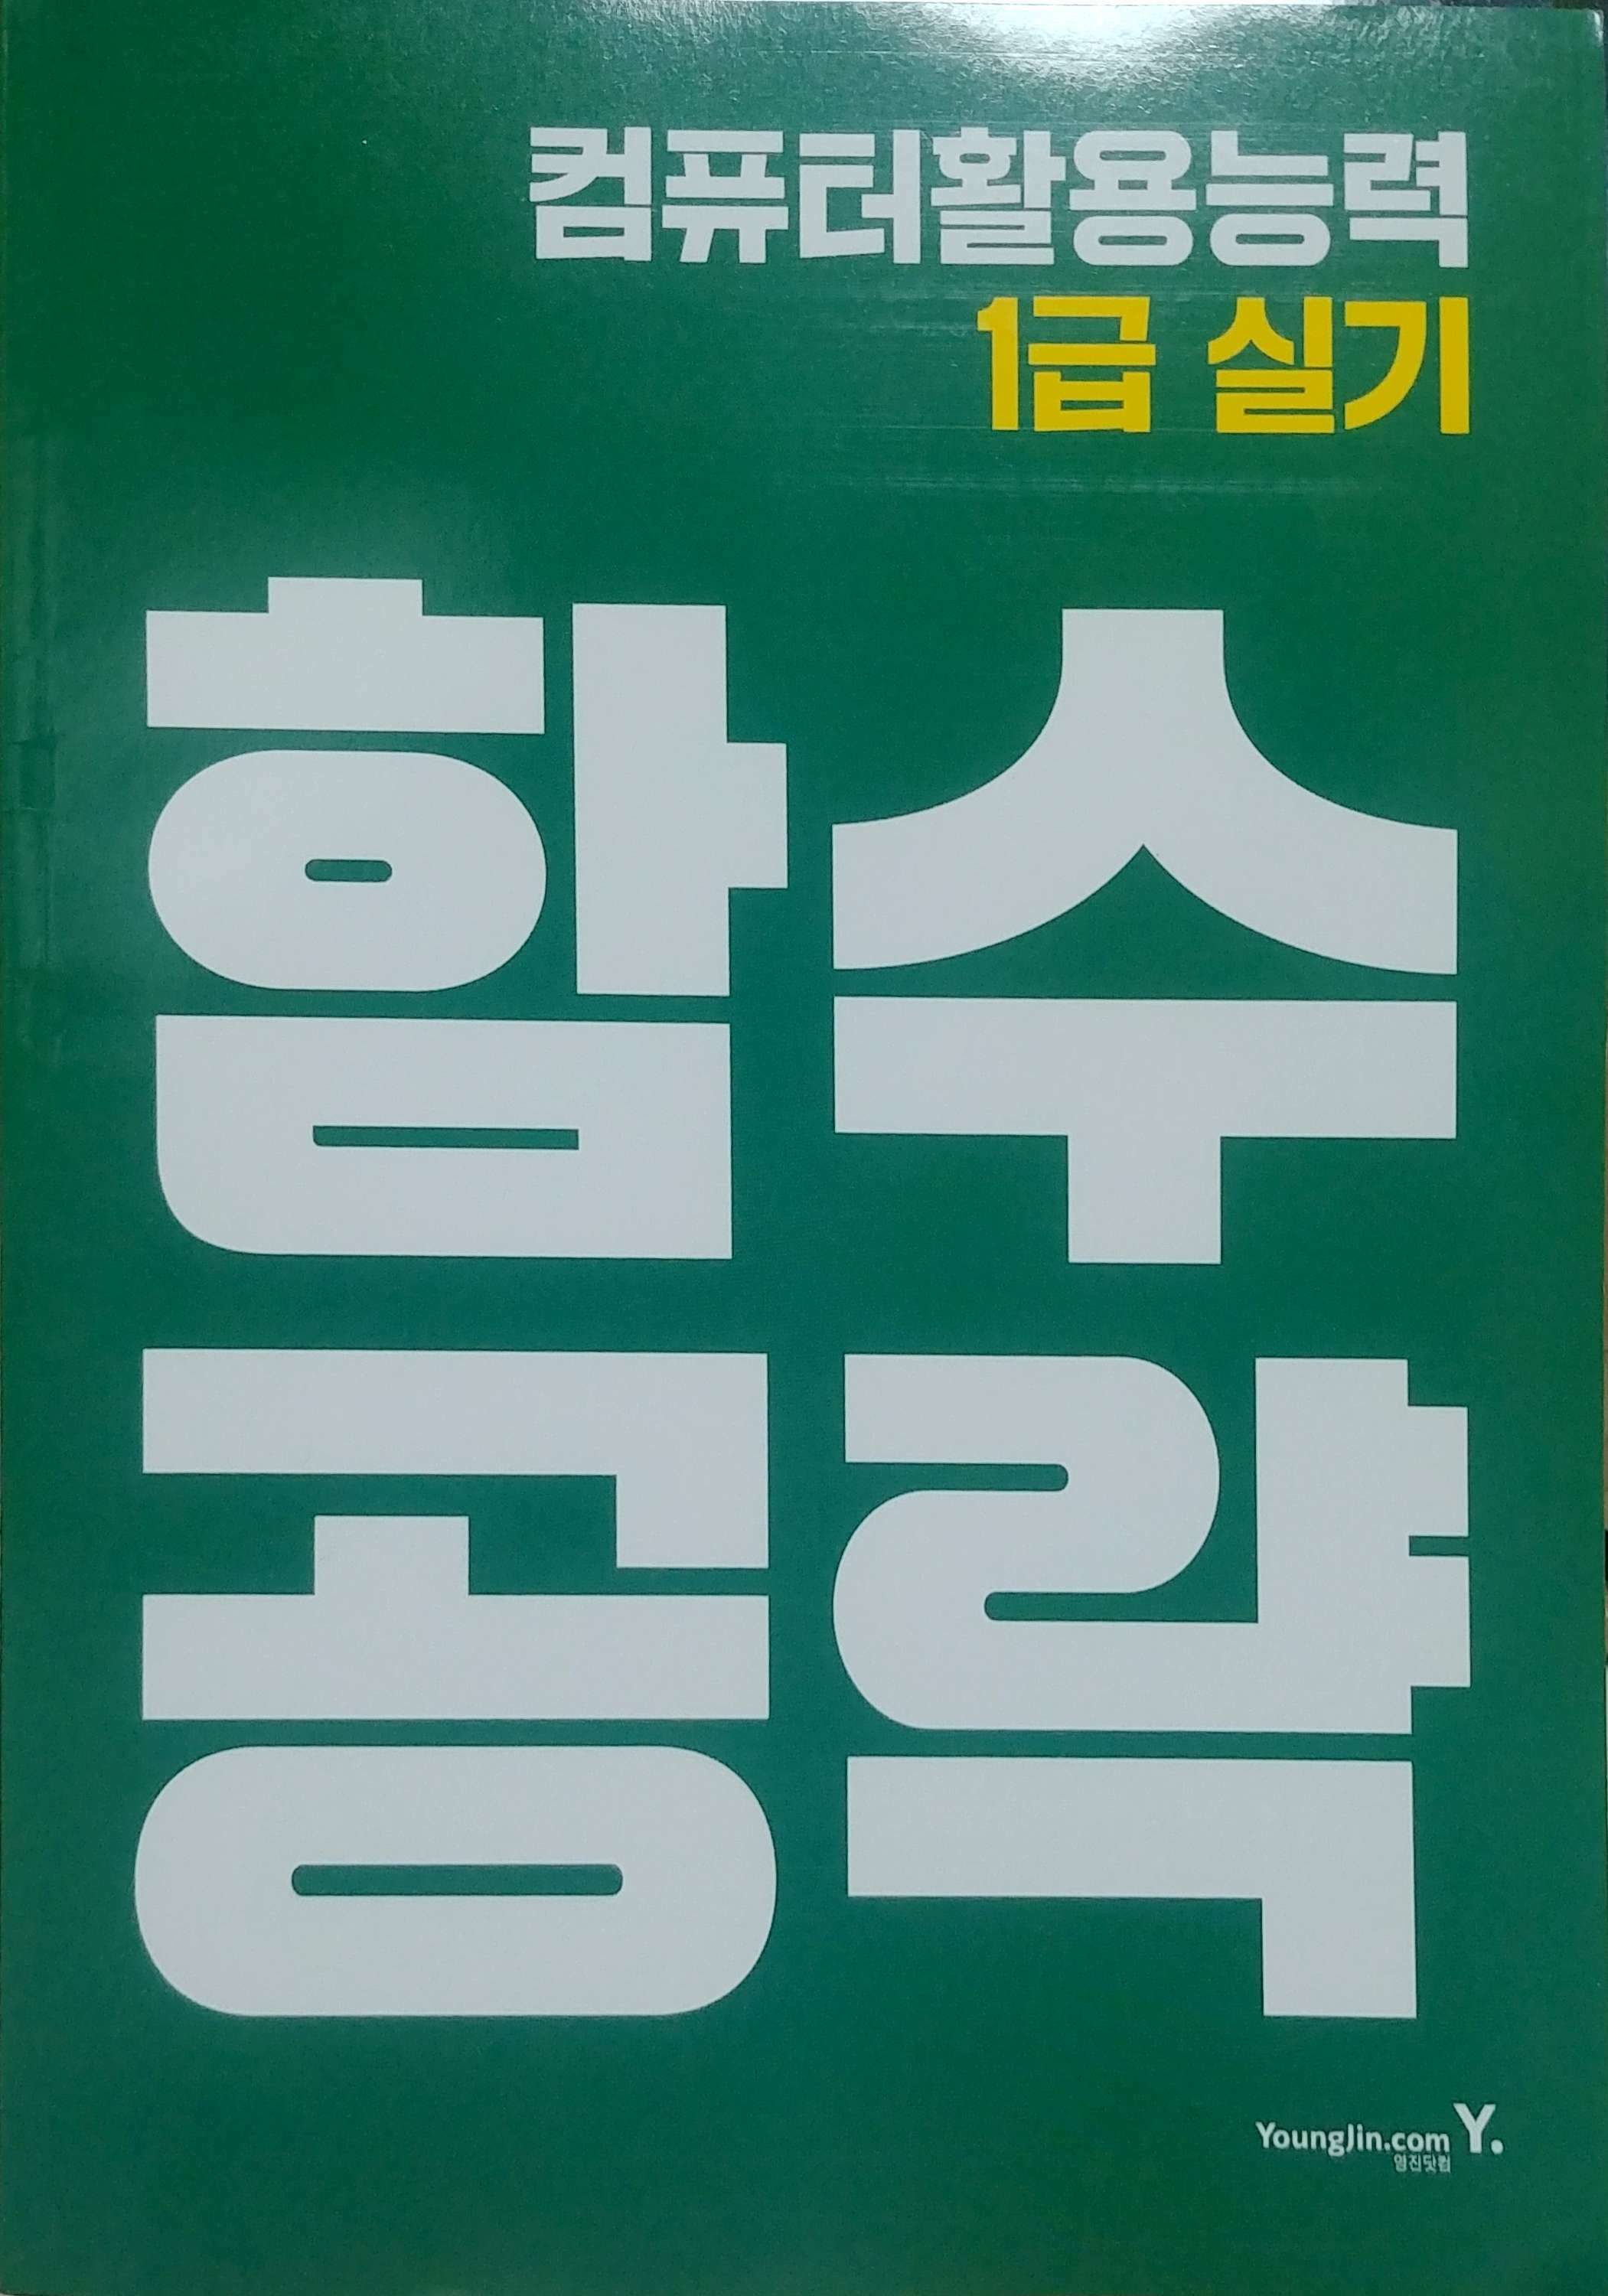 컴퓨터활용능력
1급 실기
함수
공략
YoungJin.com Y.
영진닷컴